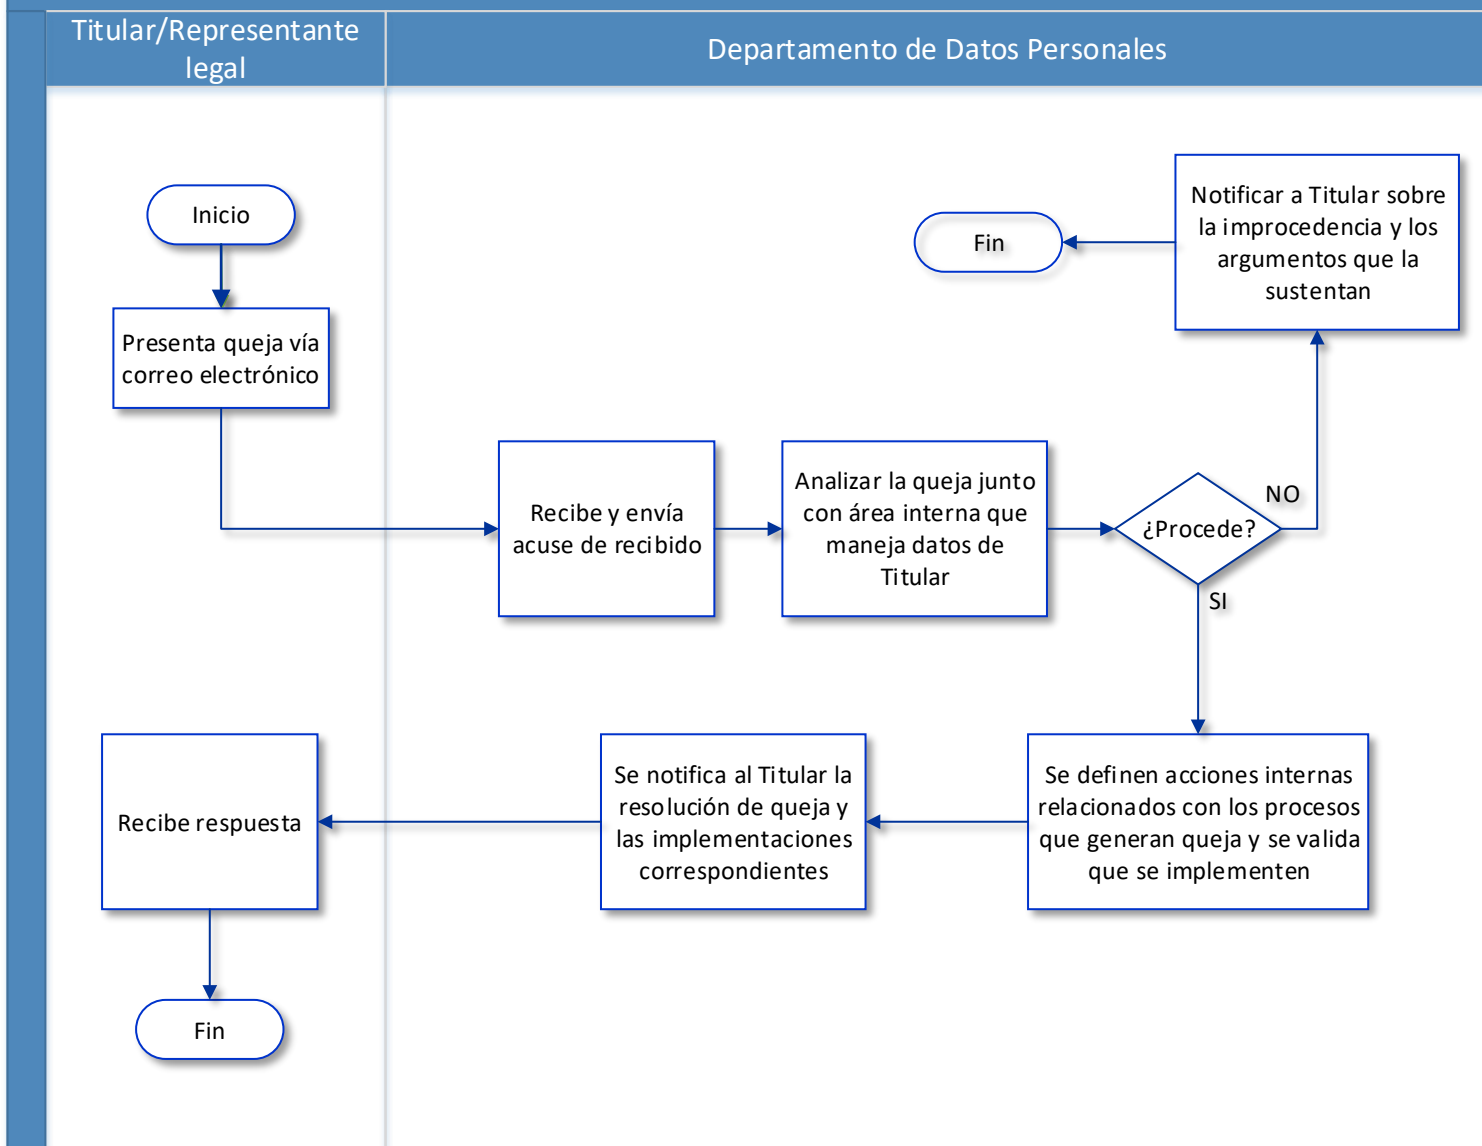 Titular/Representante
legal
Departamento de Datos Personales
Inicio
Presenta queja vía
correo electrónico
Recibe y envía
acuse de recibido
Analizar la queja junto
con área interna que
maneja datos de
Titular
¿Procede?
NO
Notificar a Titular sobre
la improcedencia y los
argumentos que la
sustentan
Fin
SI
Se definen acciones internas
relacionados con los procesos
que generan queja y se valida
que se implementen
Se notifica al Titular la
resolución de queja y
las implementaciones
correspondientes
Recibe respuesta
Fin